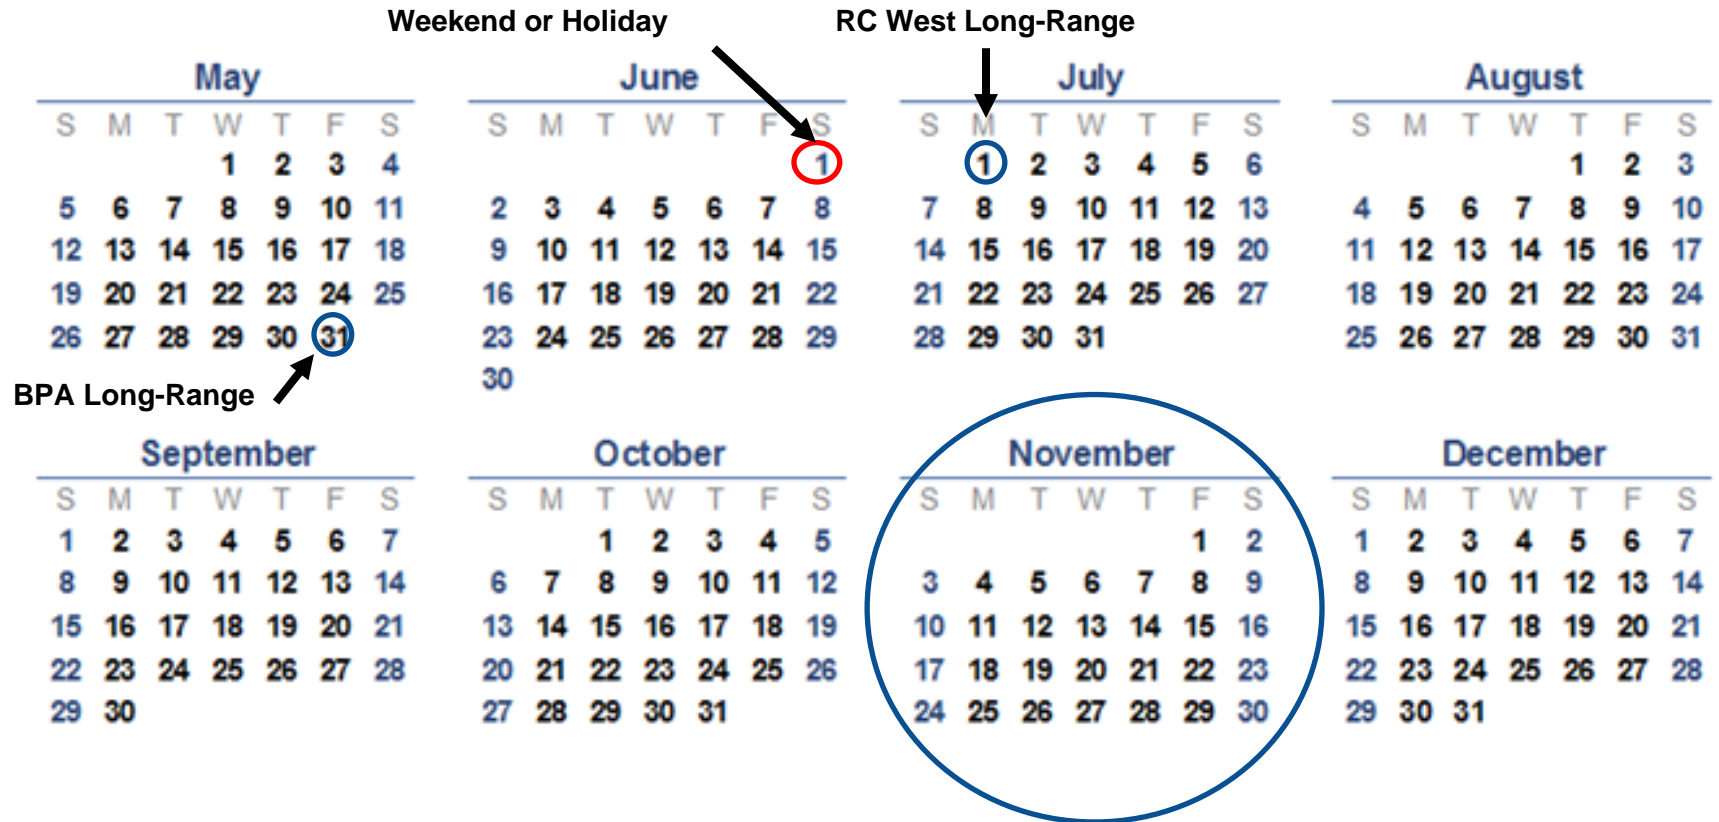 Weekend or Holiday RC West Long-Range
May June July August
S M T W T F S S M T W T F S S M T W T F S S M T W T F S
1 2 3 4 1 1 2 3 4 5 6 1 2 3
5 6 7 8 9 10 11 2 3 4 5 6 7 8 7 8 9 10 11 12 13 4 5 6 7 8 9 10
12 13 14 15 16 17 18 9 10 11 12 13 14 15 14 15 16 17 18 19 20 11 12 13 14 15 16 17
19 20 21 22 23 24 25 16 17 18 19 20 21 22 21 22 23 24 25 26 27 18 19 20 21 22 23 24
26 27 28 29 30 31 23 24 25 26 27 28 29 28 29 30 31 25 26 27 28 29 30 31
30
BPA Long-Range
September October November December
S M T W T F S S M T W T F S S M T W T F S S M T W T F S
1 2 3 4 5 6 7 1 2 3 4 5 1 2 1 2 3 4 5 6 7
8 9 10 11 12 13 14 6 7 8 9 10 11 12 3 4 5 6 7 8 9 8 9 10 11 12 13 14
15 16 17 18 19 20 21 13 14 15 16 17 18 19 10 11 12 13 14 15 16 15 16 17 18 19 20 21
22 23 24 25 26 27 28 20 21 22 23 24 25 26 17 18 19 20 21 22 23 22 23 24 25 26 27 28
29 30 27 28 29 30 31 24 25 26 27 28 29 30 29 30 31